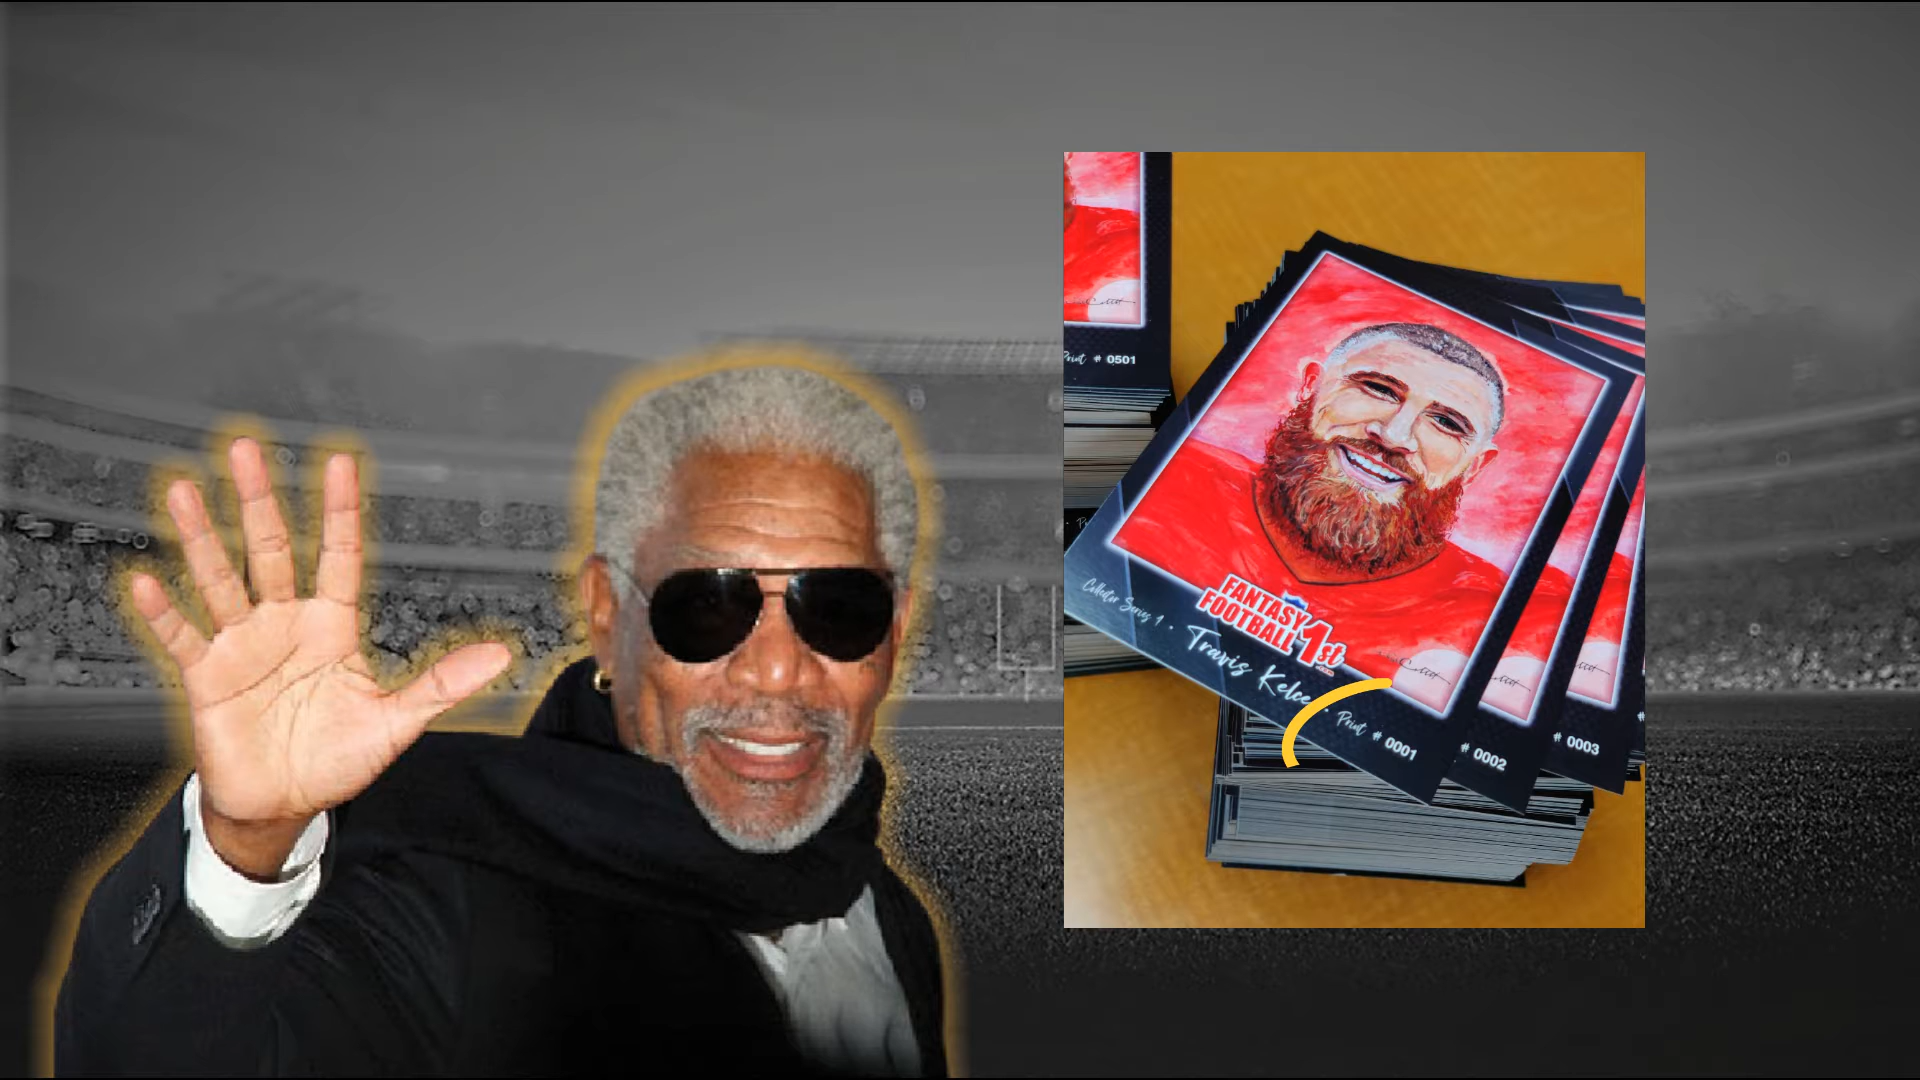 Print # 0501
Collector Series 1 •
FANTASY
FOOTBALL 1st
Travis Kelce • Print # 0001
# 0002
# 0003